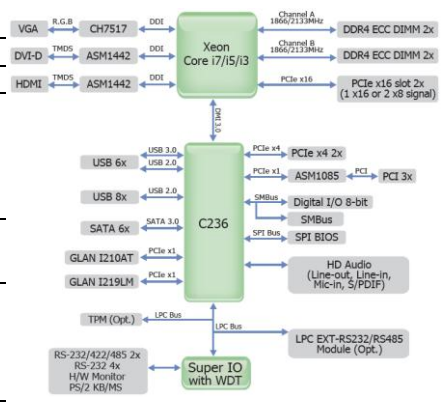 VGA R.G.B CH7517 DDI
DVI-D TMDS ASM1442 DDI
HDMI TMDS ASM1442 DDI
Xeon
Core i7/i5/i3
Channel A
1866/2133MHz
DDR4 ECC DIMM 2x
Channel B
1866/2133MHz
DDR4 ECC DIMM 2x
PCIe x16
PCIe x16 slot 2x
(1 x16 or 2 x8 signal)
DMI 3.0
USB 6x
USB 3.0
USB 2.0
USB 8x USB 2.0
SATA 6x SATA 3.0
GLAN I210AT PCIe x1
GLAN I219LM PCIe x1
C236
PCIe x4 PCIe x4 2x
PCIe x1 ASM1085 PCI PCI 3x
SMBus Digital I/O 8-bit
SMBus
SPI Bus SPI BIOS
HD Audio
(Line-out, Line-in,
Mic-in, S/PDIF)
TPM (Opt.) LPC Bus
LPC Bus
LPC EXT-RS232/RS485
Module (Opt.)
RS-232/422/485 2x
RS-232 4x
H/W Monitor
PS/2 KB/MS
Super IO
with WDT